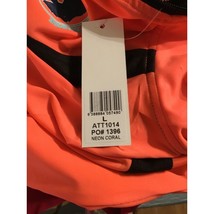 L
ATT1014
PO# 1396
NEON CORAL